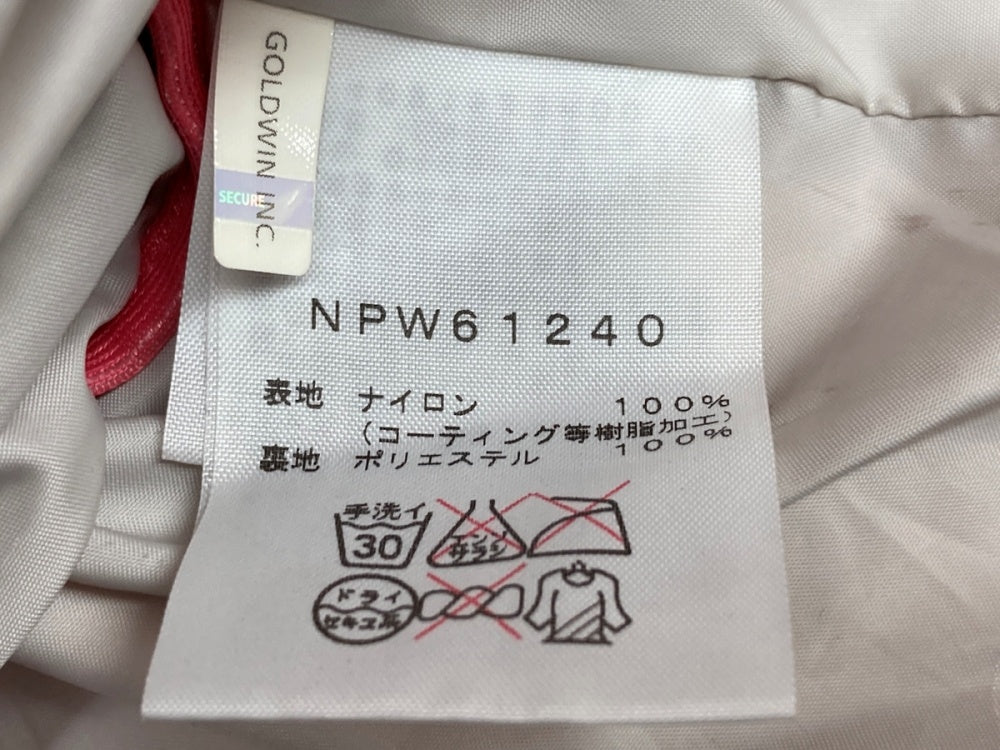 GOLDWIN INC.
SECURE
NPW61240
表地 ナイロン 100%
(コーティング等樹脂加工)
裏地 ポリエステル 100%
手洗イ
30
エンソ
サラシ
ドライ
セキユ系